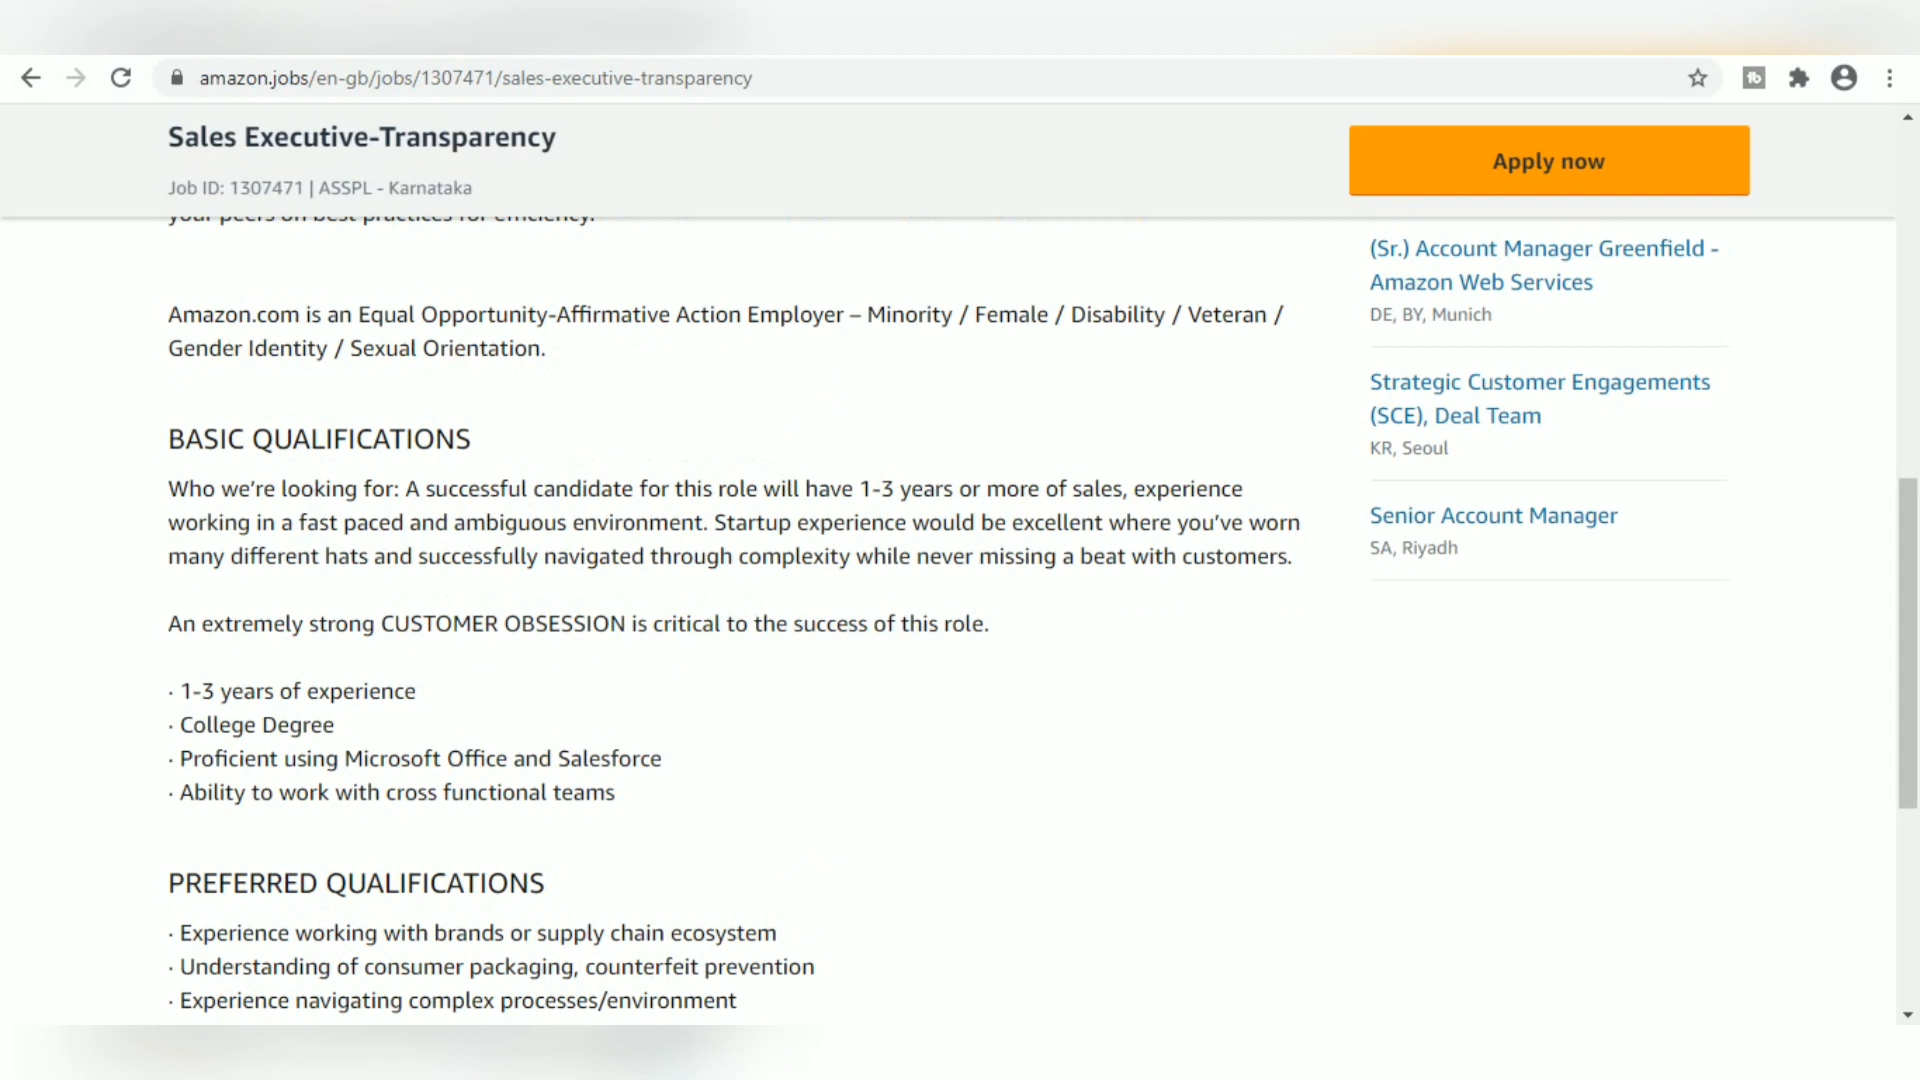 amazon.jobs/en-gb/jobs/1307471/sales-executive-transparency
Sales Executive-Transparency
Job ID: 1307471 | ASSPL - Karnataka
Apply now
your peers on best practices for efficiency.
Amazon.com is an Equal Opportunity-Affirmative Action Employer – Minority / Female / Disability / Veteran /
Gender Identity / Sexual Orientation.
BASIC QUALIFICATIONS
Who we’re looking for: A successful candidate for this role will have 1-3 years or more of sales, experience
working in a fast paced and ambiguous environment. Startup experience would be excellent where you’ve worn
many different hats and successfully navigated through complexity while never missing a beat with customers.
An extremely strong CUSTOMER OBSESSION is critical to the success of this role.
· 1-3 years of experience
· College Degree
· Proficient using Microsoft Office and Salesforce
· Ability to work with cross functional teams
PREFERRED QUALIFICATIONS
· Experience working with brands or supply chain ecosystem
· Understanding of consumer packaging, counterfeit prevention
· Experience navigating complex processes/environment
(Sr.) Account Manager Greenfield -
Amazon Web Services
DE, BY, Munich
Strategic Customer Engagements
(SCE), Deal Team
KR, Seoul
Senior Account Manager
SA, Riyadh